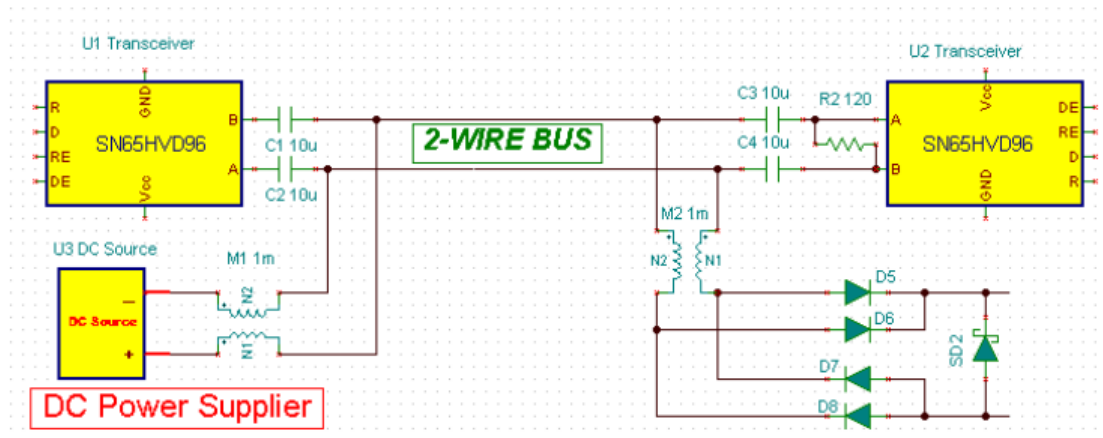 U1 Transceiver
GND
R
D
RE
DE
SN65HVD96
B
A
Vcc
C1 10u
C2 10u
2-WIRE BUS
C3 10u
R2 120
C4 10u
U2 Transceiver
Vcc
A
B
SN65HVD96
DE
RE
D
R
GND
U3 DC Source
M1 1m
DC Source
N2
N1
DC Power Supplier
M2 1m
N2
N1
D5
D6
D7
D8
SD2